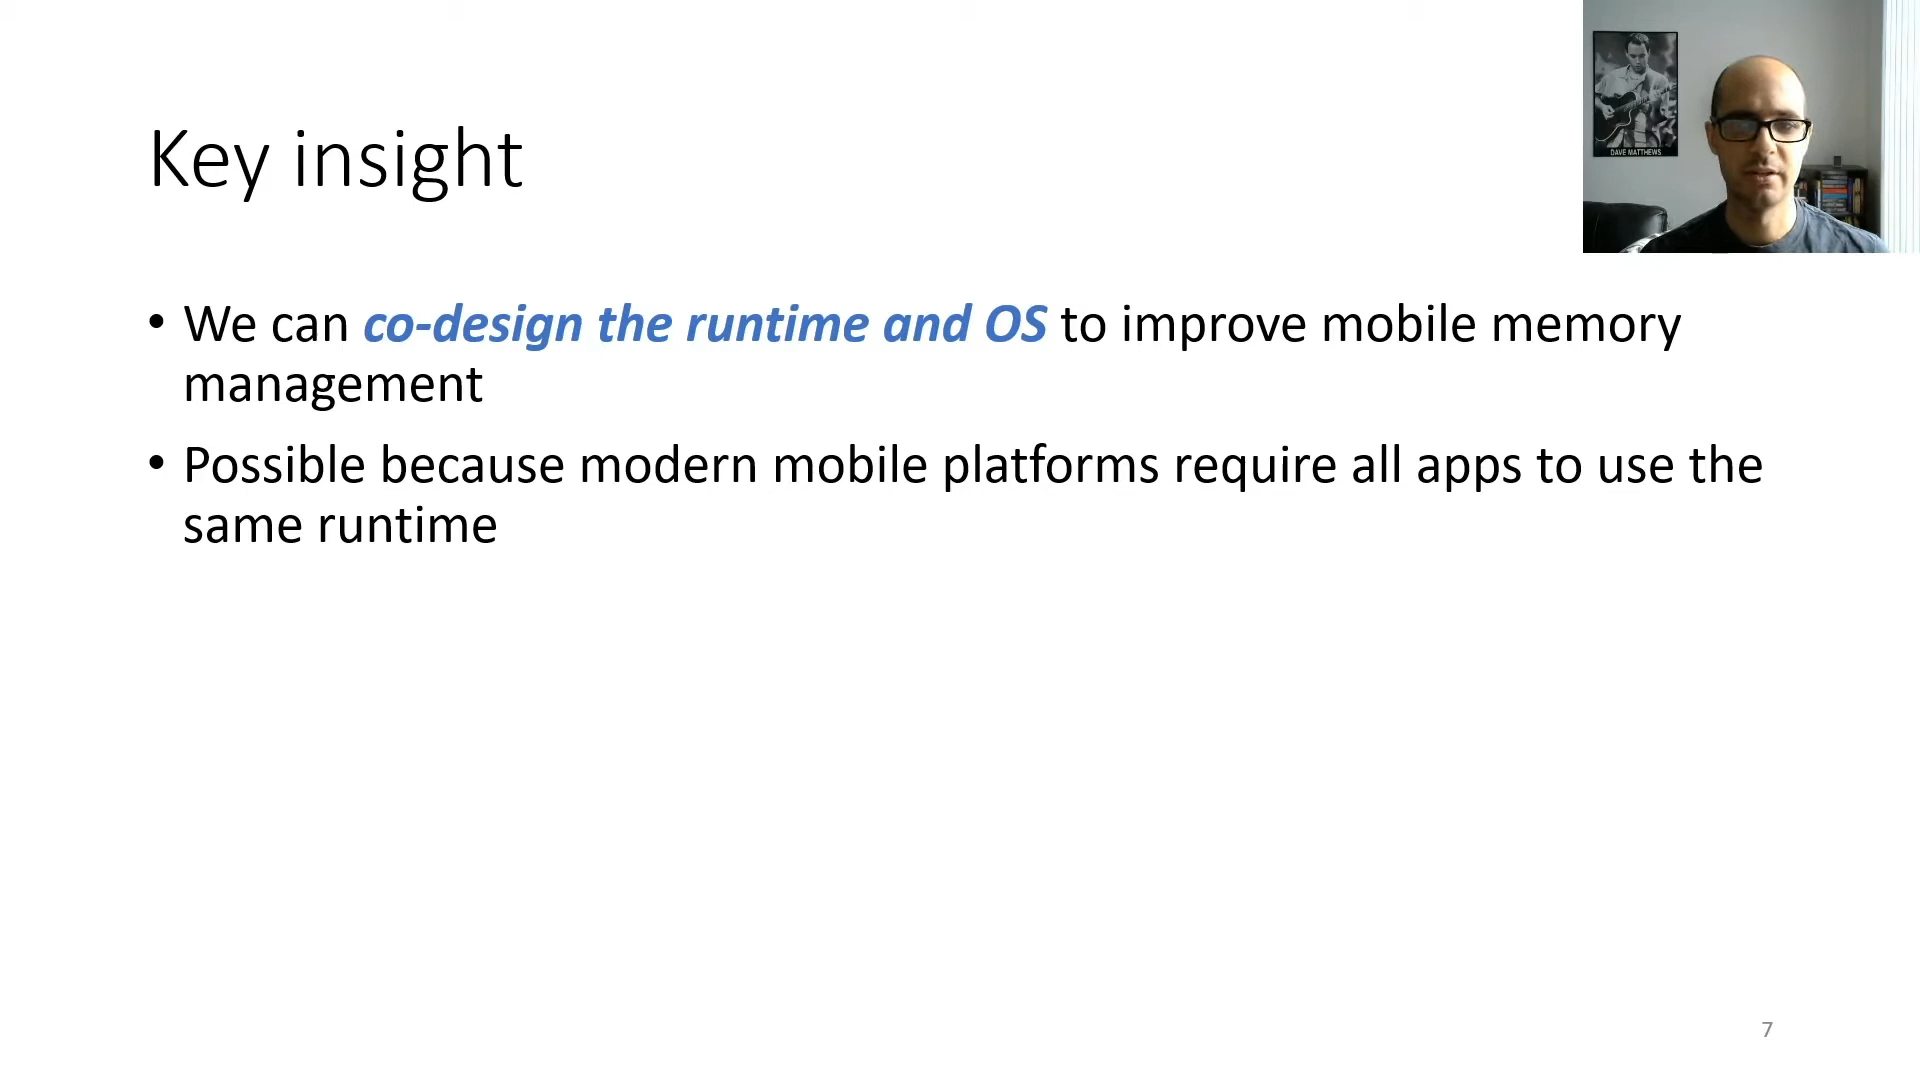 Key insight
DAVE MATTHEWS
• We can co-design the runtime and OS to improve mobile memory
management
• Possible because modern mobile platforms require all apps to use the
same runtime
7